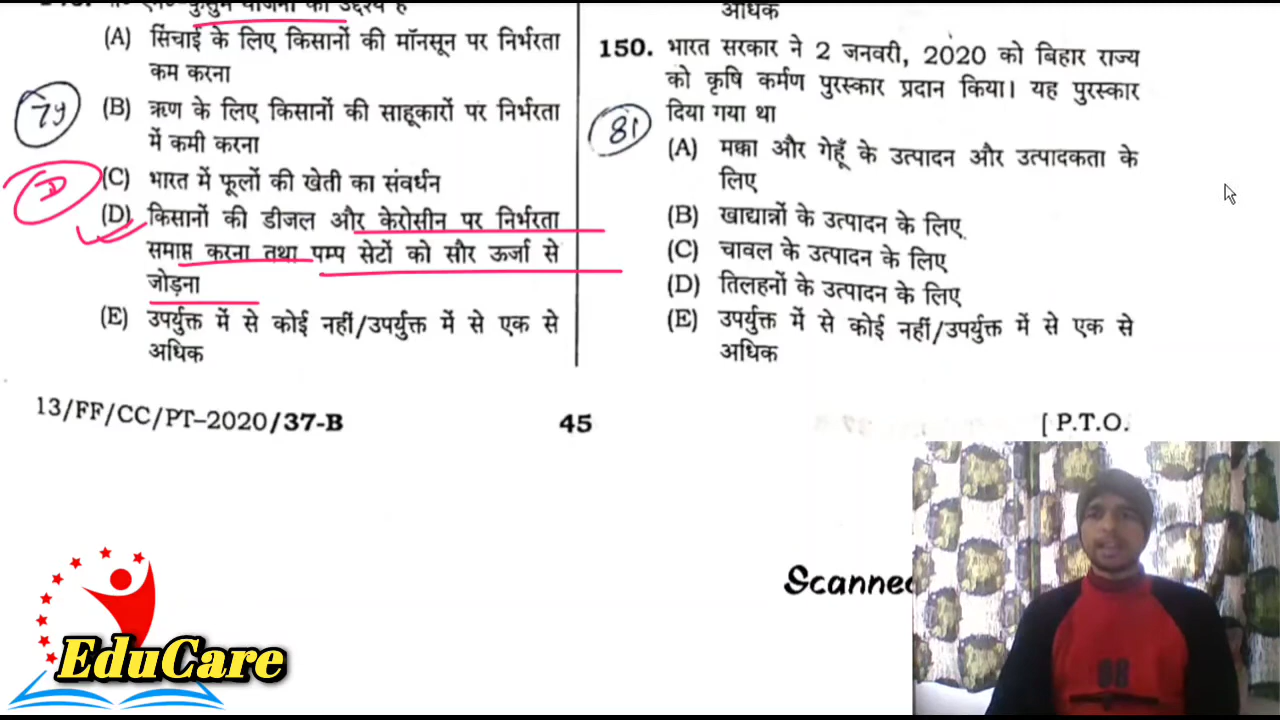 कुसुम योजना का उद्देश्य है
(A) सिंचाई के लिए किसानों की मॉनसून पर निर्भरता
कम करना
79
(B) ऋण के लिए किसानों की साहूकारों पर निर्भरता
में कमी करना
D
(C) भारत में फूलों की खेती का संवर्धन
(D) किसानों की डीजल और केरोसीन पर निर्भरता
समाप्त करना तथा पम्प सेटों को सौर ऊर्जा से
जोड़ना
(E) उपर्युक्त में से कोई नहीं/उपर्युक्त में से एक से
अधिक
13/FF/CC/PT–2020/37-B
45
अधिक
150. भारत सरकार ने 2 जनवरी, 2020 को बिहार राज्य
को कृषि कर्मण पुरस्कार प्रदान किया। यह पुरस्कार
दिया गया था
81
(A) मक्का और गेहूँ के उत्पादन और उत्पादकता के
लिए
(B) खाद्यान्नों के उत्पादन के लिए
(C) चावल के उत्पादन के लिए
(D) तिलहनों के उत्पादन के लिए
(E) उपर्युक्त में से कोई नहीं/उपर्युक्त में से एक से
अधिक
[ P.T.O.
Scanned
EduCare